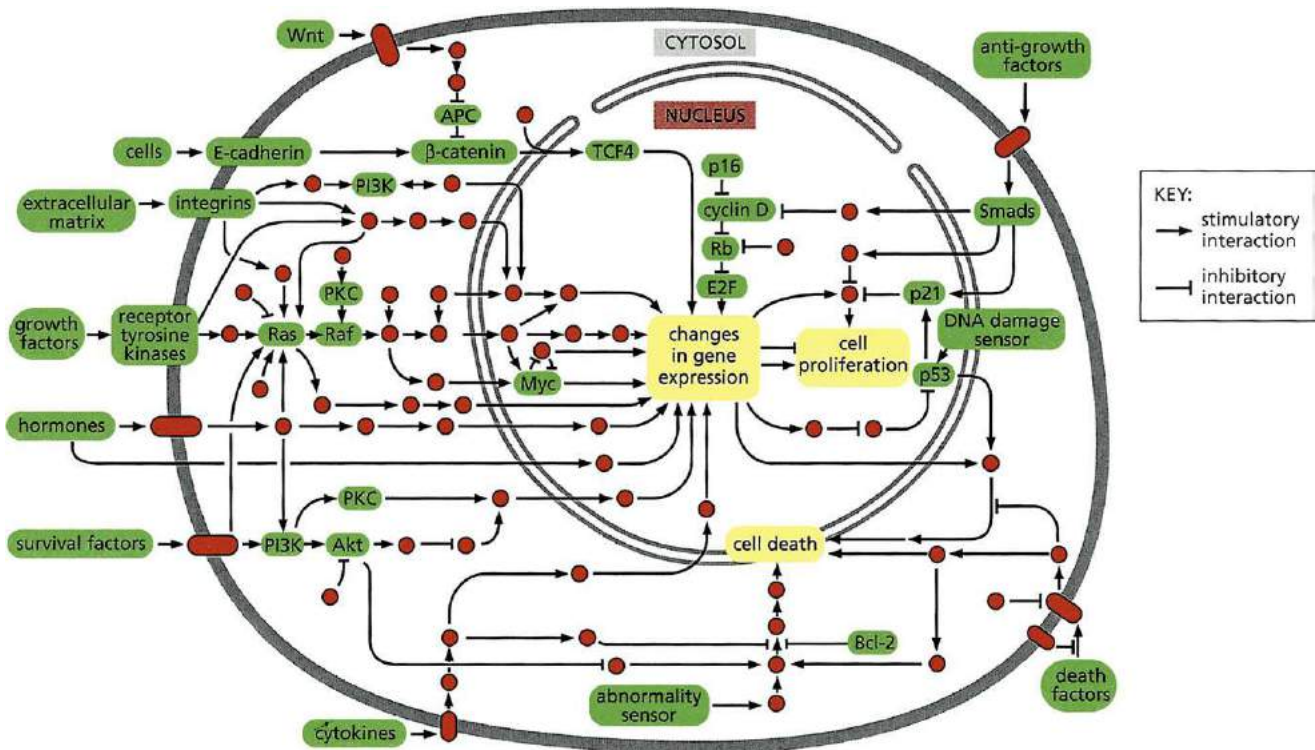 Wnt
CYTOSOL
anti-growth
factors
NUCLEUS
APC
cells
E-cadherin
β-catenin
TCF4
p16
KEY:
stimulatory
interaction
inhibitory
interaction
extracellular
matrix
integrins
PI3K
cyclin D
Smads
Rb
PKC
E2F
p21
growth
factors
receptor
tyrosine
kinases
Ras
Raf
changes
in gene
expression
cell
proliferation
DNA damage
sensor
p53
Myc
hormones
PKC
survival factors
PI3K
Akt
cell death
Bcl-2
abnormality
sensor
death
factors
cytokines